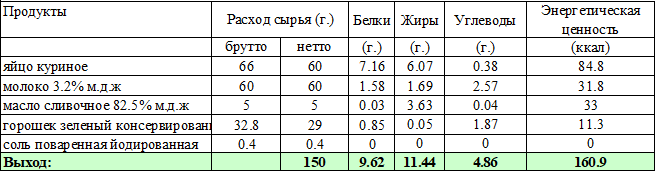 Продукты Расход сырья (г.) Белки Жиры Углеводы Энергетическая ценность
брутто нетто (г.) (г.) (г.) (ккал)
яйцо куриное 66 60 7.16 6.07 0.38 84.8
молоко 3.2% м.д.ж 60 60 1.58 1.69 2.57 31.8
масло сливочное 82.5% м.д.ж 5 5 0.03 3.63 0.04 33
горошек зеленый консервирован 32.8 29 0.85 0.05 1.87 11.3
соль поваренная йодированная 0.4 0.4 0 0 0 0
Выход: 150 9.62 11.44 4.86 160.9